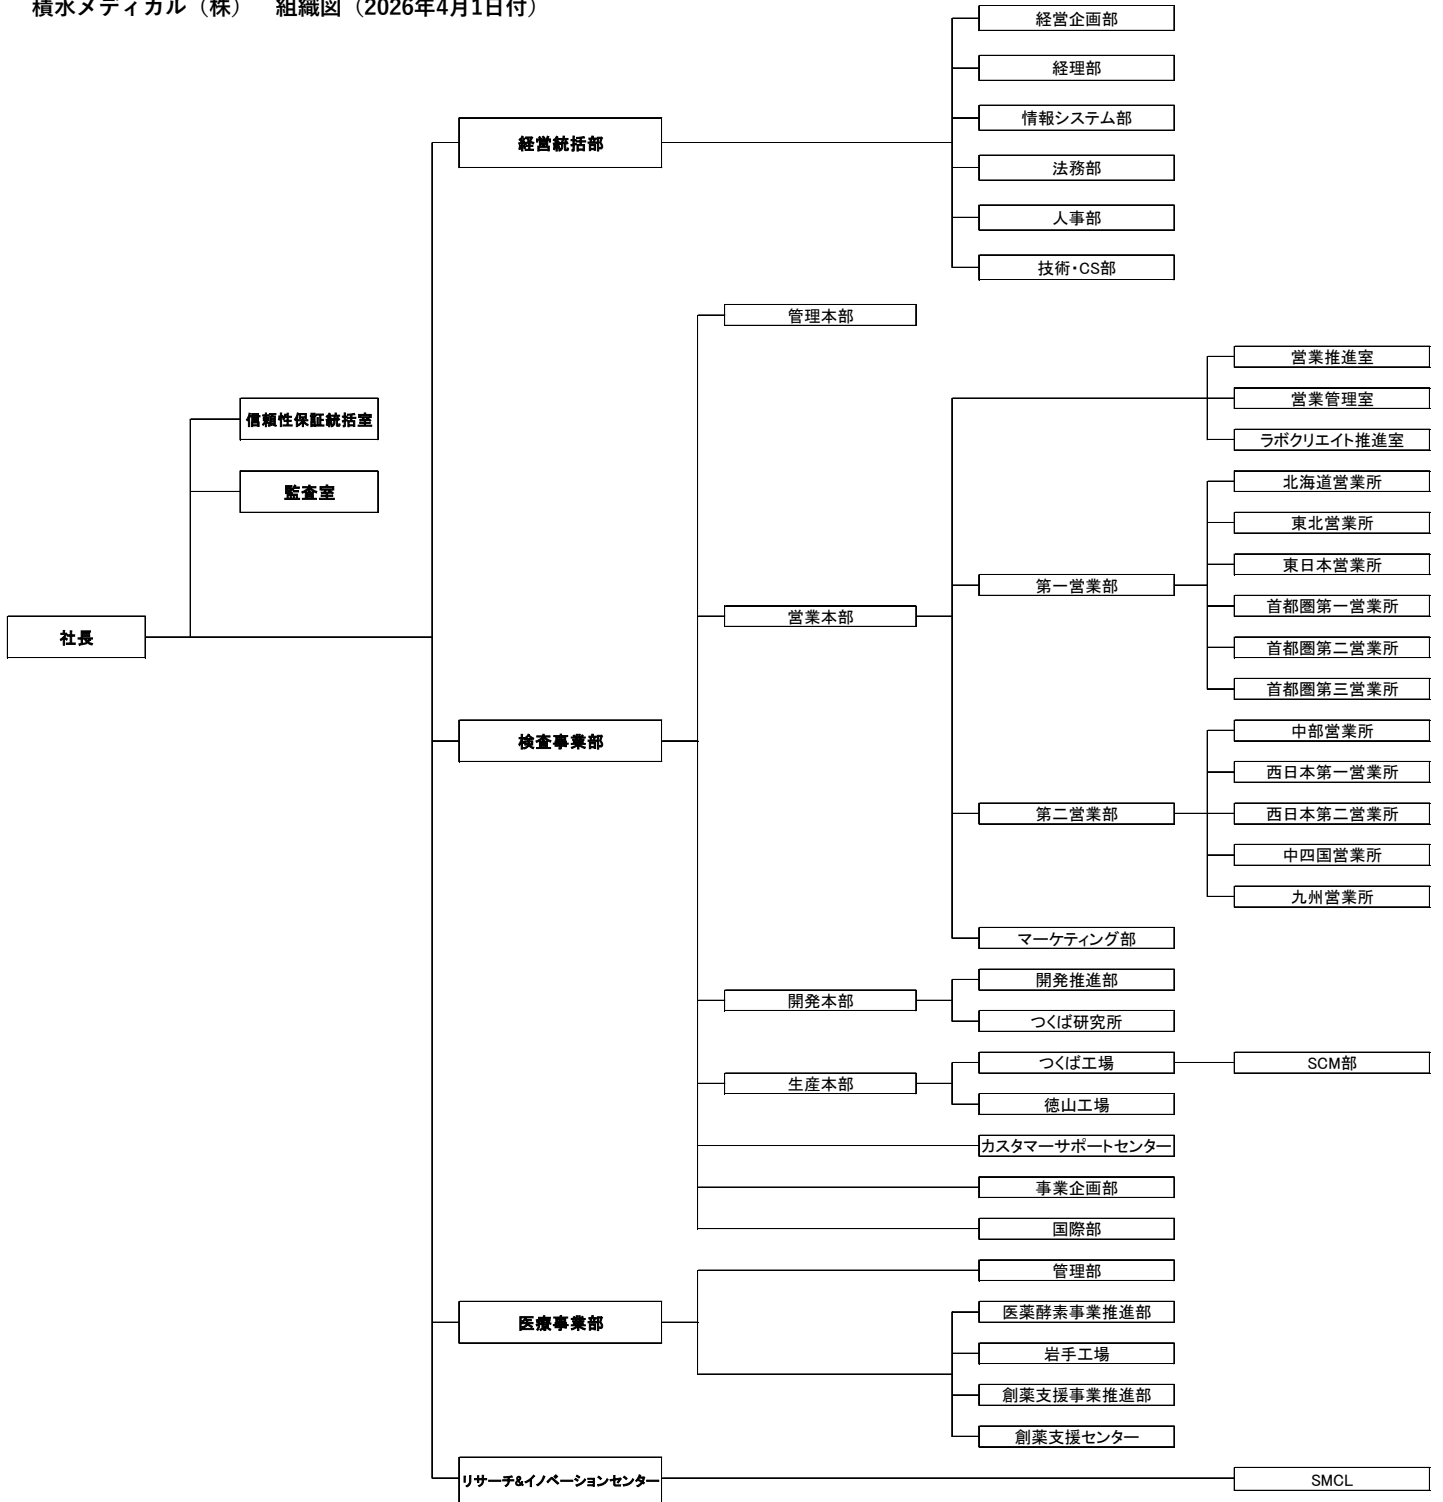 積水メディカル（株）　組織図（2026年4月1日付）
経営企画部
経理部
情報システム部
経営統括部
法務部
人事部
技術・CS部
管理本部
営業推進室
営業管理室
信頼性保証統括室
ラボクリエイト推進室
北海道営業所
監査室
東北営業所
東日本営業所
第一営業部
首都圏第一営業所
営業本部
社長
首都圏第二営業所
首都圏第三営業所
中部営業所
検査事業部
西日本第一営業所
第二営業部
西日本第二営業所
中四国営業所
九州営業所
マーケティング部
開発推進部
開発本部
つくば研究所
つくば工場
SCM部
生産本部
徳山工場
カスタマーサポートセンター
事業企画部
国際部
管理部
医薬酵素事業推進部
医療事業部
岩手工場
創薬支援事業推進部
創薬支援センター
リサーチ&イノベーションセンター
SMCL